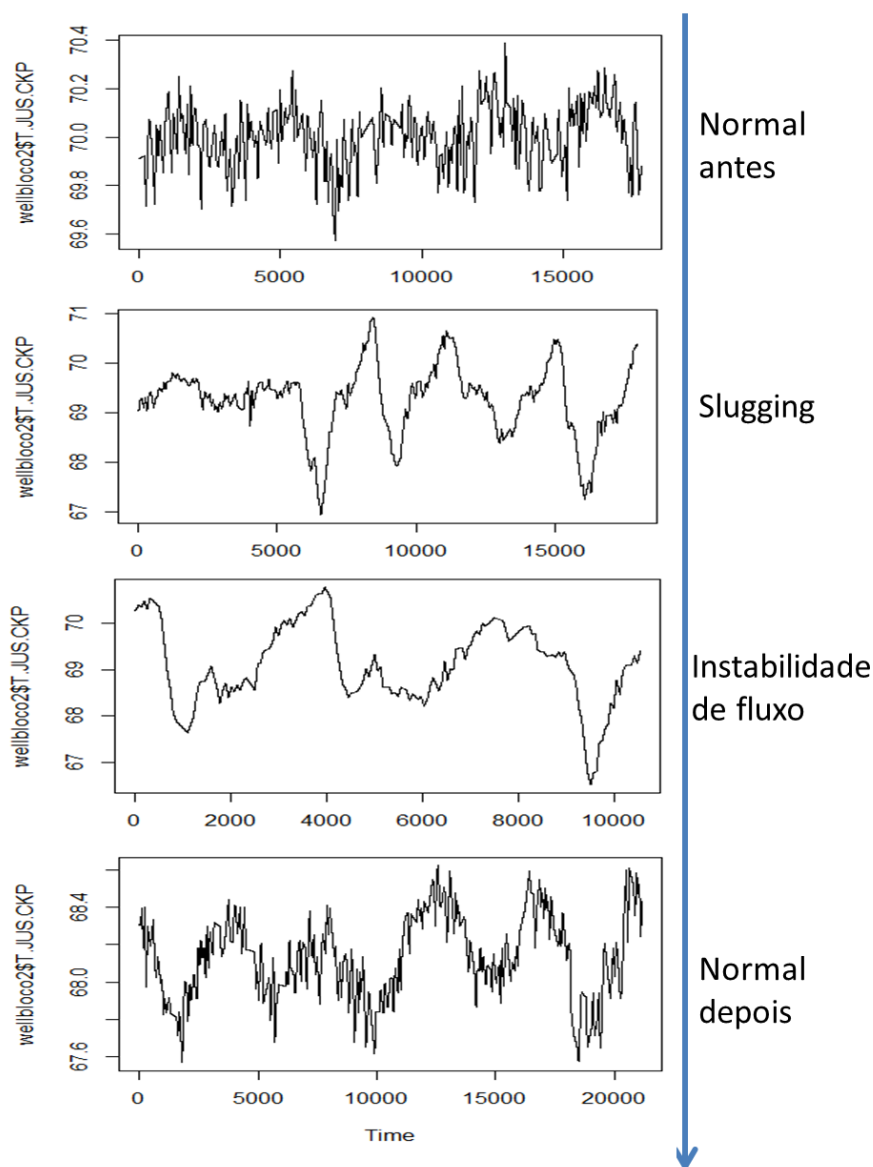 wellbloco2$T.JUS.CKP
70.4
70.2
70.0
69.8
69.6
0 5000 10000 15000
Normal
antes
wellbloco2$T.JUS.CKP
71
70
69
68
67
0 5000 10000 15000
Slugging
wellbloco2$T.JUS.CKP
70
69
68
67
0 2000 4000 6000 8000 10000
Instabilidade
de fluxo
wellbloco2$T.JUS.CKP
68.4
68.0
67.6
0 5000 10000 15000 20000
Time
Normal
depois